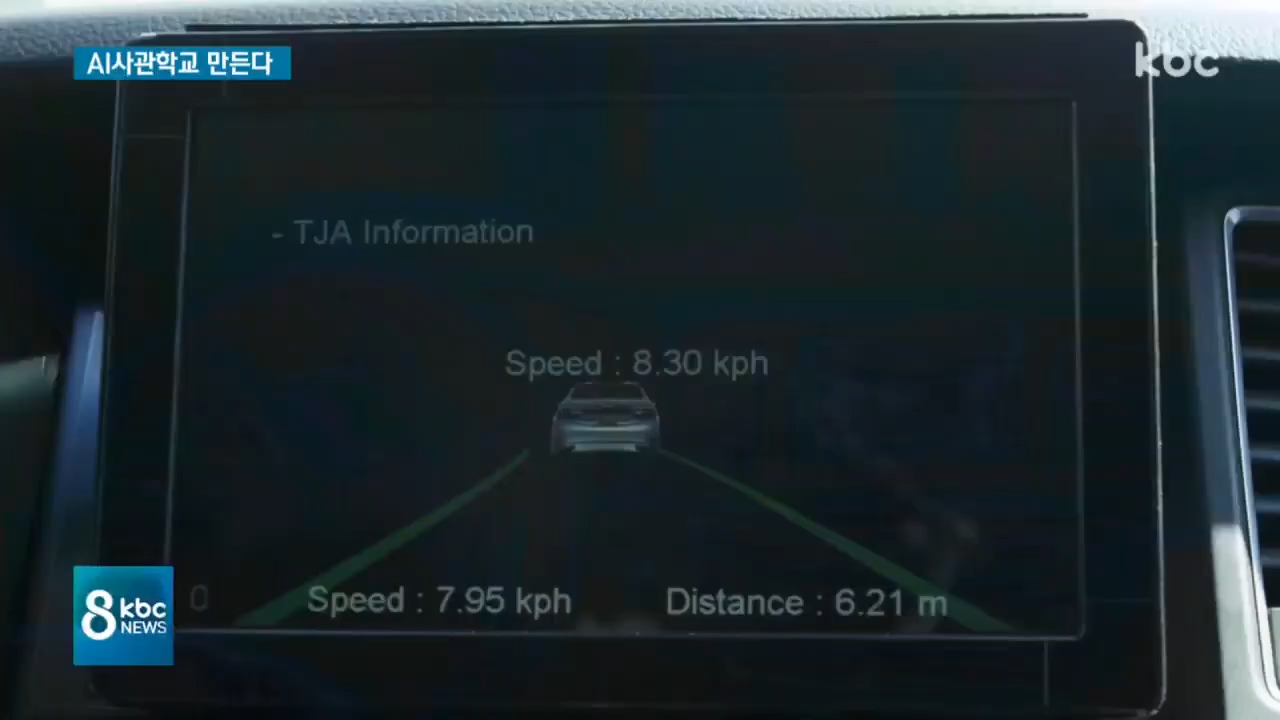 AI사관학교 만든다
kbc
- TJA Information
Speed : 8.30 kph
0 Speed : 7.95 kph Distance : 6.21 m
8 kbc NEWS